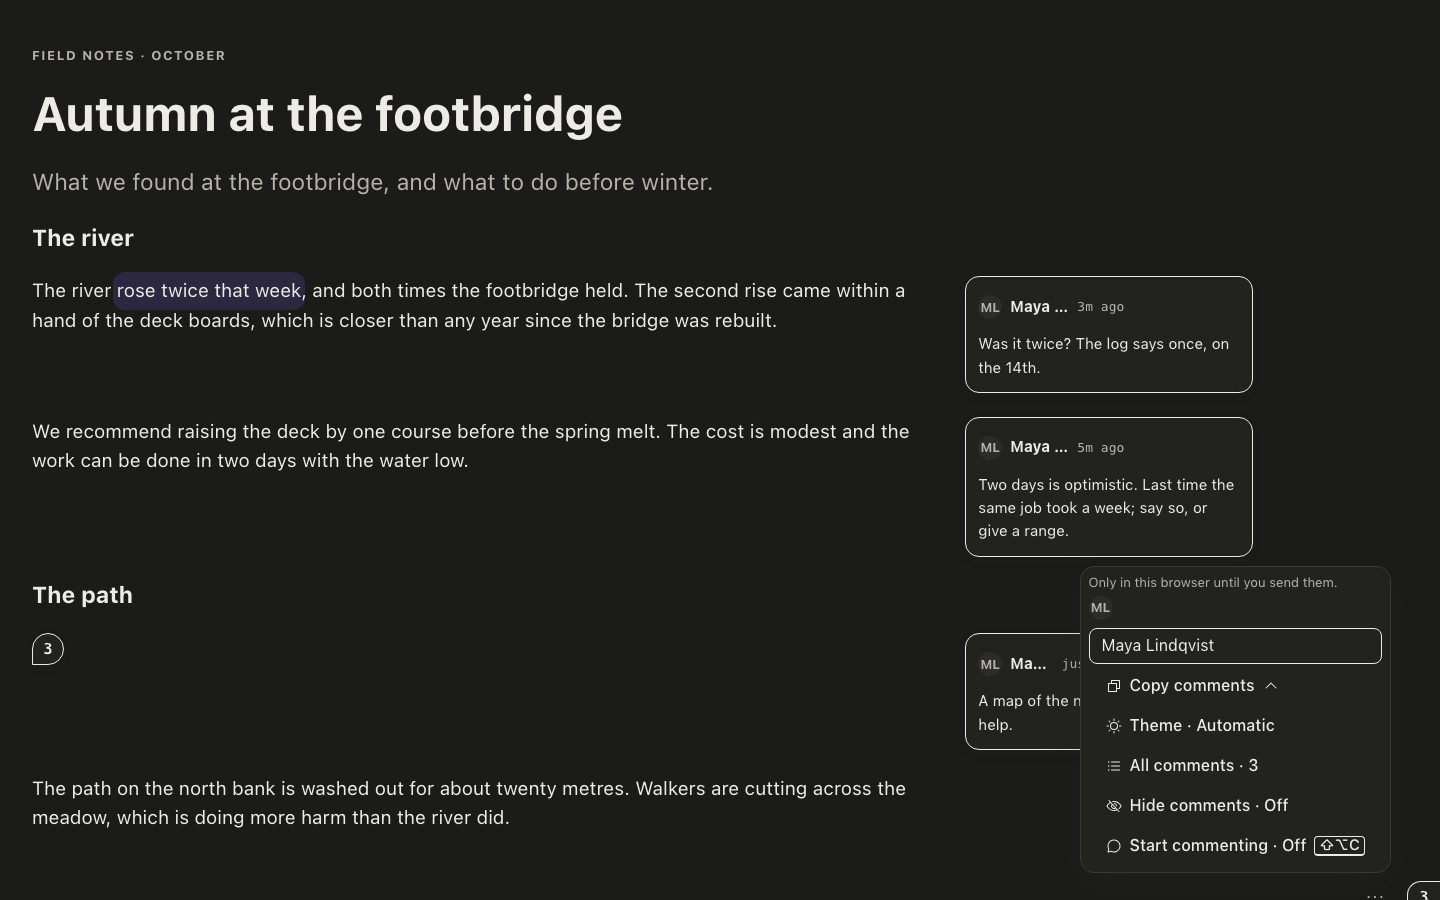 FIELD NOTES · OCTOBER
Autumn at the footbridge
What we found at the footbridge, and what to do before winter.
The river
The river rose twice that week, and both times the footbridge held. The second rise came within a
hand of the deck boards, which is closer than any year since the bridge was rebuilt.
ML Maya ... 3m ago
Was it twice? The log says once, on
the 14th.
We recommend raising the deck by one course before the spring melt. The cost is modest and the
work can be done in two days with the water low.
ML Maya ... 5m ago
Two days is optimistic. Last time the
same job took a week; say so, or
give a range.
The path
3
ML Ma...
A map of the
help.
Only in this browser until you send them.
ML
Maya Lindqvist
Copy comments
Theme · Automatic
All comments · 3
Hide comments · Off
Start commenting · Off ⇧⌥C
The path on the north bank is washed out for about twenty metres. Walkers are cutting across the
meadow, which is doing more harm than the river did.
... 3